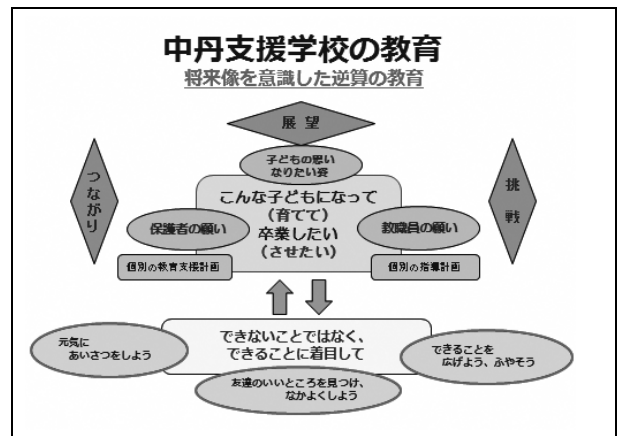 中丹支援学校の教育
将来像を意識した逆算の教育
展望
子どもの思い
なりたい姿
つながり
挑戦
こんな子どもになって
(育てて)
卒業したい
(させたい)
保護者の願い
教職員の願い
個別の教育支援計画
個別の指導計画
できないことではなく、
できることに着目して
元気に
あいさつをしよう
できることを
広げよう、ふやそう
友達のいいところを見つけ、
なかよくしよう